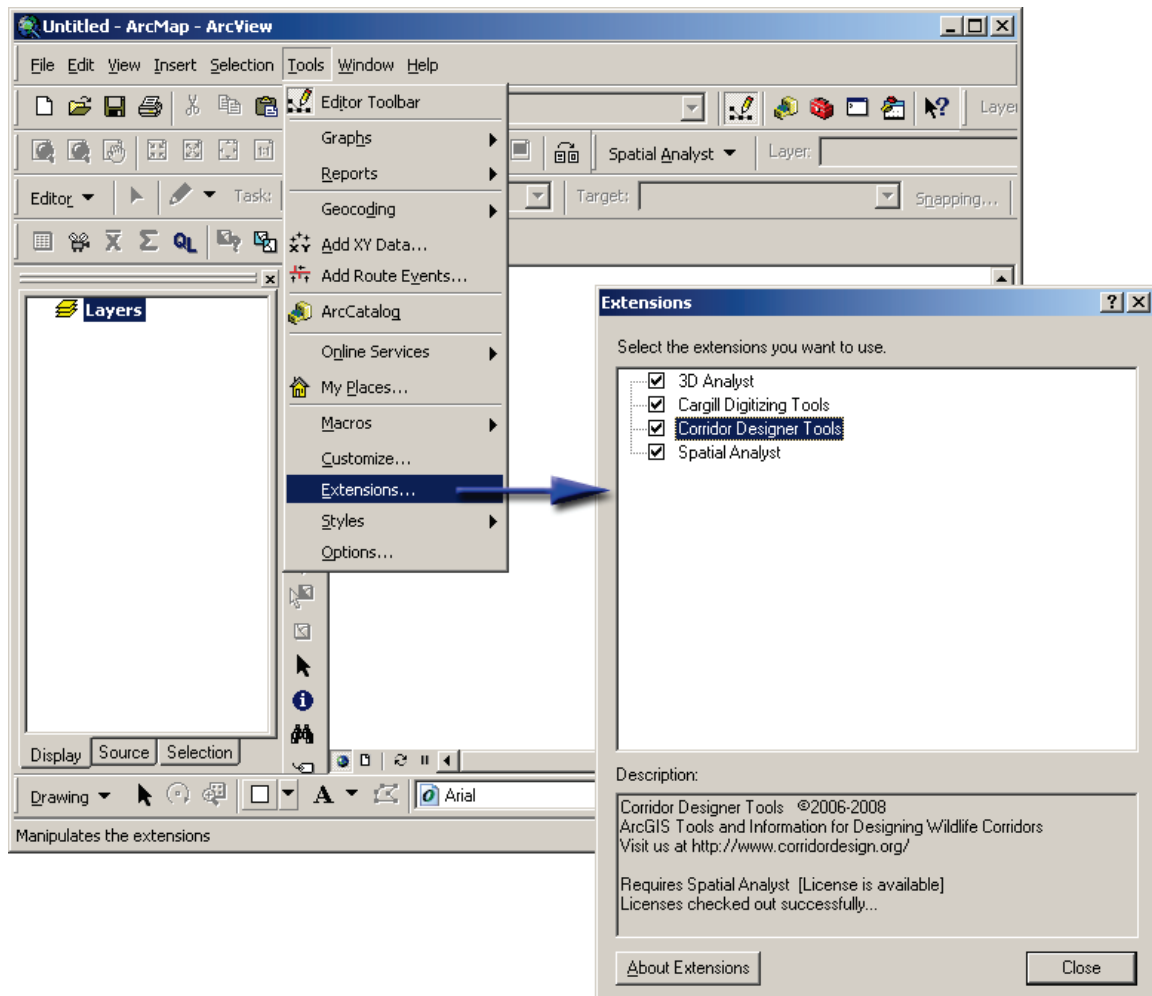 Untitled - ArcMap - ArcView
File Edit View Insert Selection Tools Window Help
Editor Toolbar
Layer
Graphs
1:1
Spatial Analyst
Layer:
Reports
Editor
Task:
Target:
Snapping...
Geocoding
QL
Add XY Data...
Add Route Events...
Layers
ArcCatalog
Online Services
My Places...
Macros
Customize...
Extensions...
Styles
Options...
Display Source Selection
Drawing
A
Arial
Manipulates the extensions
Extensions
Select the extensions you want to use.
3D Analyst
Cargill Digitizing Tools
Corridor Designer Tools
Spatial Analyst
Description:
Corridor Designer Tools ©2006-2008
ArcGIS Tools and Information for Designing Wildlife Corridors
Visit us at http://www.corridordesign.org/
Requires Spatial Analyst [License is available]
Licenses checked out successfully...
About Extensions
Close